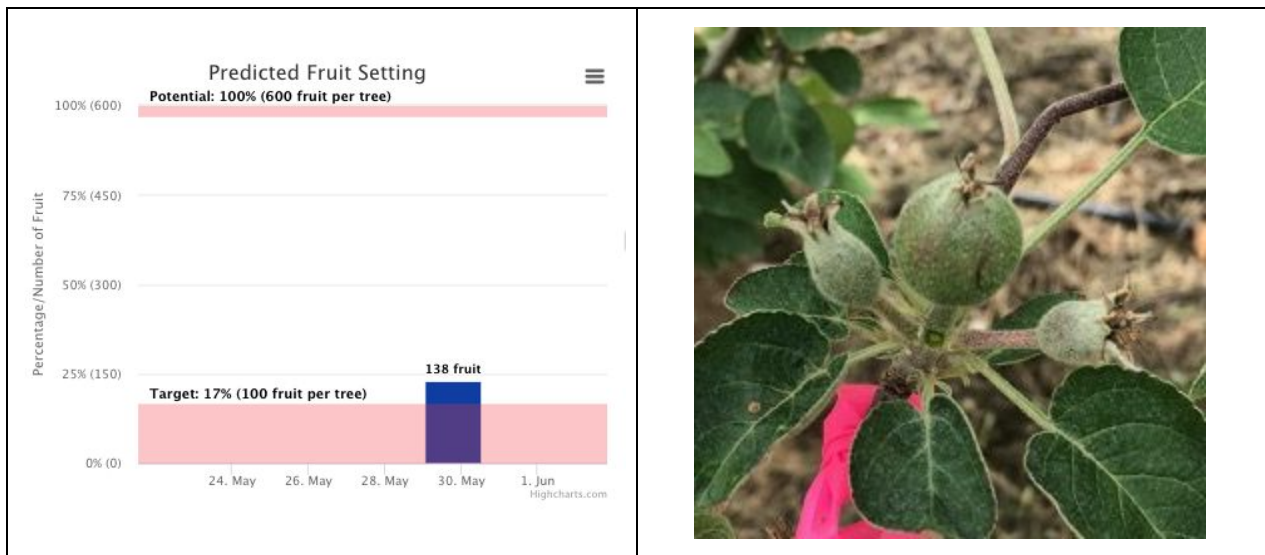 Predicted Fruit Setting
Potential: 100% (600 fruit per tree)
100% (600)
75% (450)
50% (300)
25% (150)
0% (0)
Percentage/Number of Fruit
138 fruit
Target: 17% (100 fruit per tree)
24. May 26. May 28. May 30. May 1. Jun
Highcharts.com